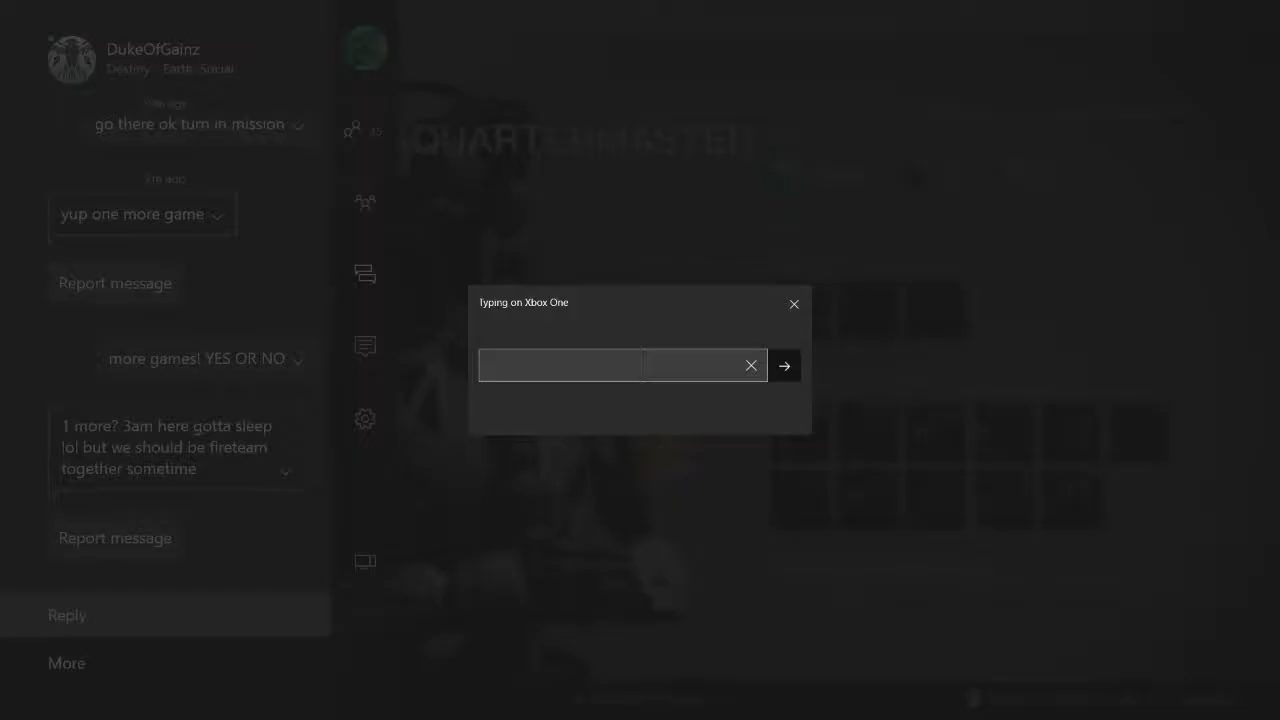 DukeOfGainz
Destiny - Earth, Social
go there ok turn in mission
yup one more game
Report message
more games! YES OR NO
1 more? 3am here gotta sleep
lol but we should be fireteam
together sometime
Report message
Reply
More
45
QUARTERMASTER
Typing on Xbox One